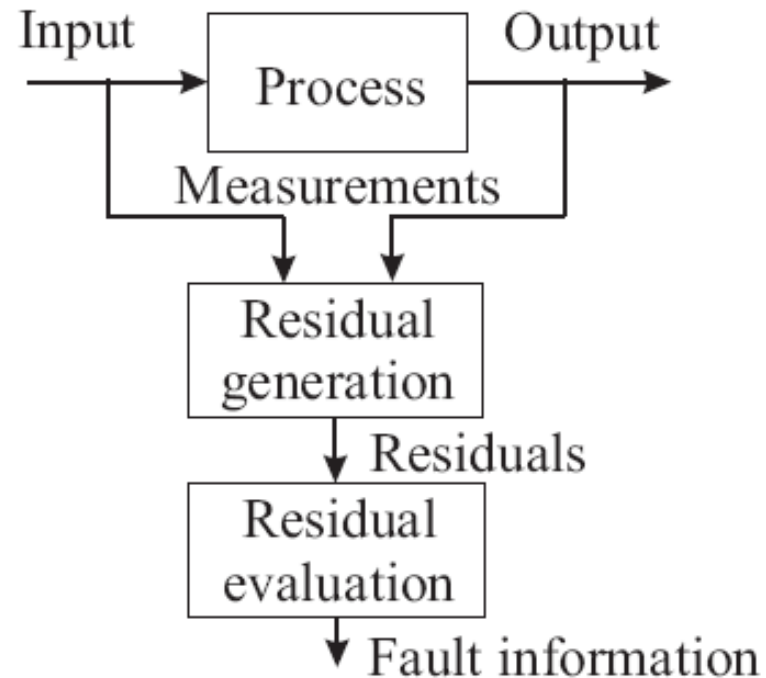 Input
Output
Process
Measurements
Residual
generation
Residuals
Residual
evaluation
Fault information